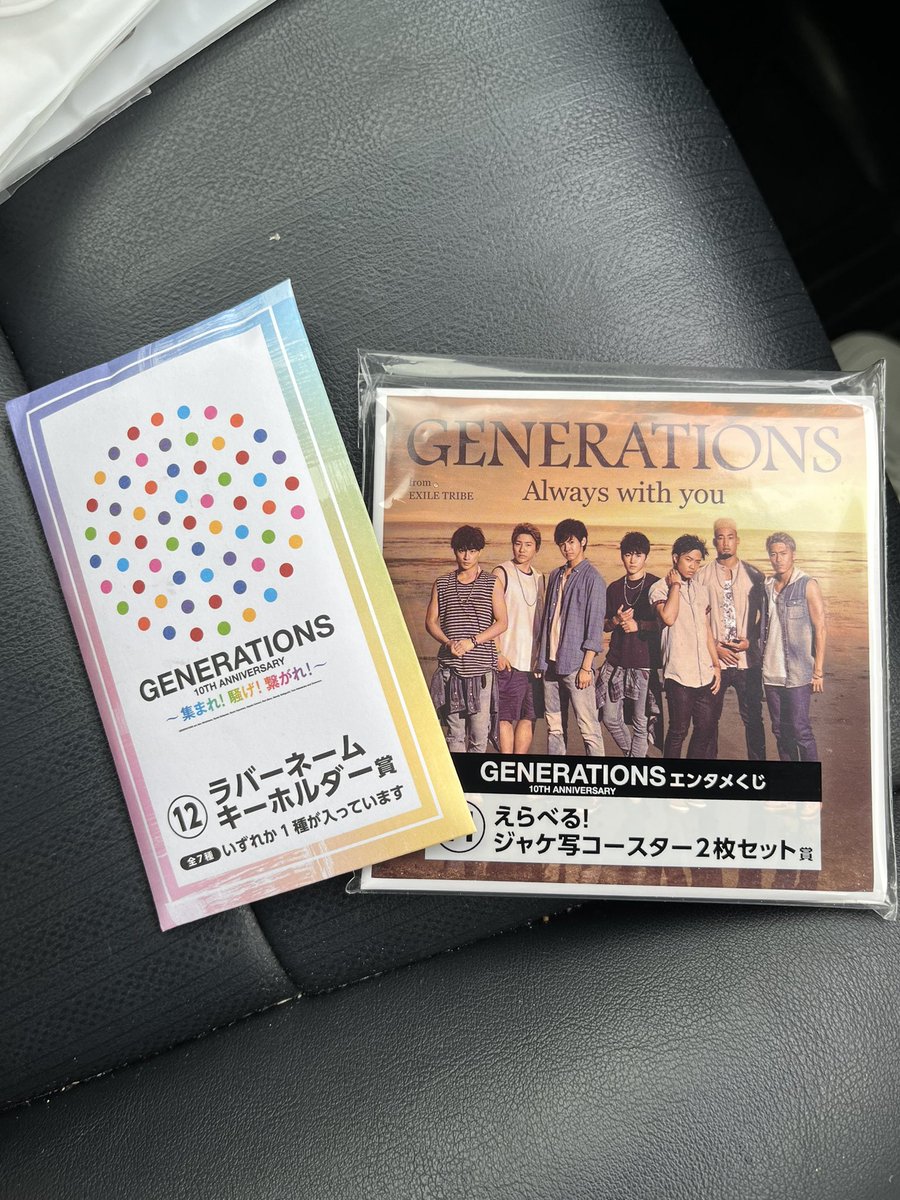 GENERATIONS
10TH ANNIVERSARY
～集まれ！騒げ！繋がれ！～
⑫ ラバーネーム
キーホルダー賞
全7種 いずれか1種が入っています
GENERATIONS
from
EXILE TRIBE
Always with you
GENERATIONS エンタメくじ
10TH ANNIVERSARY
えらべる！
ジャケ写コースター2枚セット賞